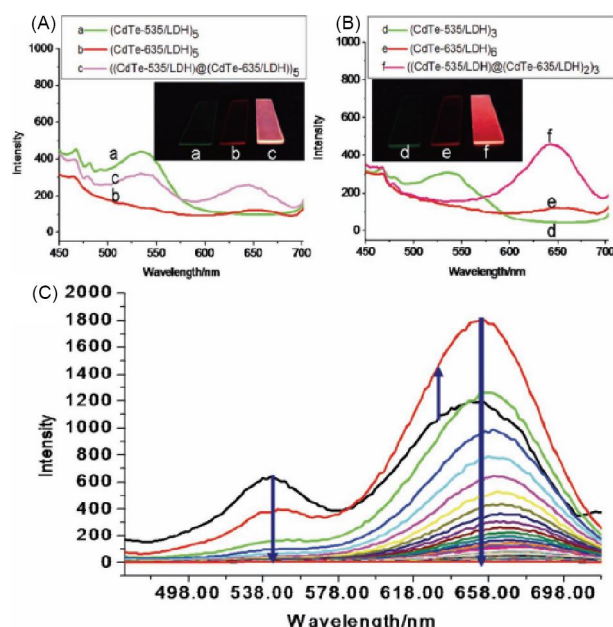 (A)
a (CdTe-535/LDH)5
b (CdTe-635/LDH)5
c ((CdTe-535/LDH)@(CdTe-635/LDH))5
1000
800
600
400
200
0
Intensity
a
c
b
a b c
450 500 550 600 650 700
Wavelength/nm
(B)
d (CdTe-535/LDH)3
e (CdTe-635/LDH)6
f ((CdTe-535/LDH)@(CdTe-635/LDH)2)3
1000
800
600
400
200
0
Intensity
f
e
d
d e f
450 500 550 600 650 700
Wavelength/nm
(C)
2000
1800
1600
1400
1200
1000
800
600
400
200
0
Intensity
498.00 538.00 578.00 618.00 658.00 698.00
Wavelength/nm